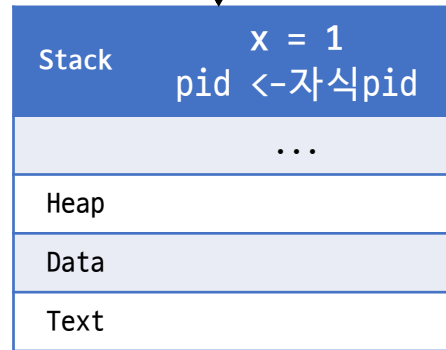 Stack
x = 1
pid <-자식pid
...
Heap
Data
Text